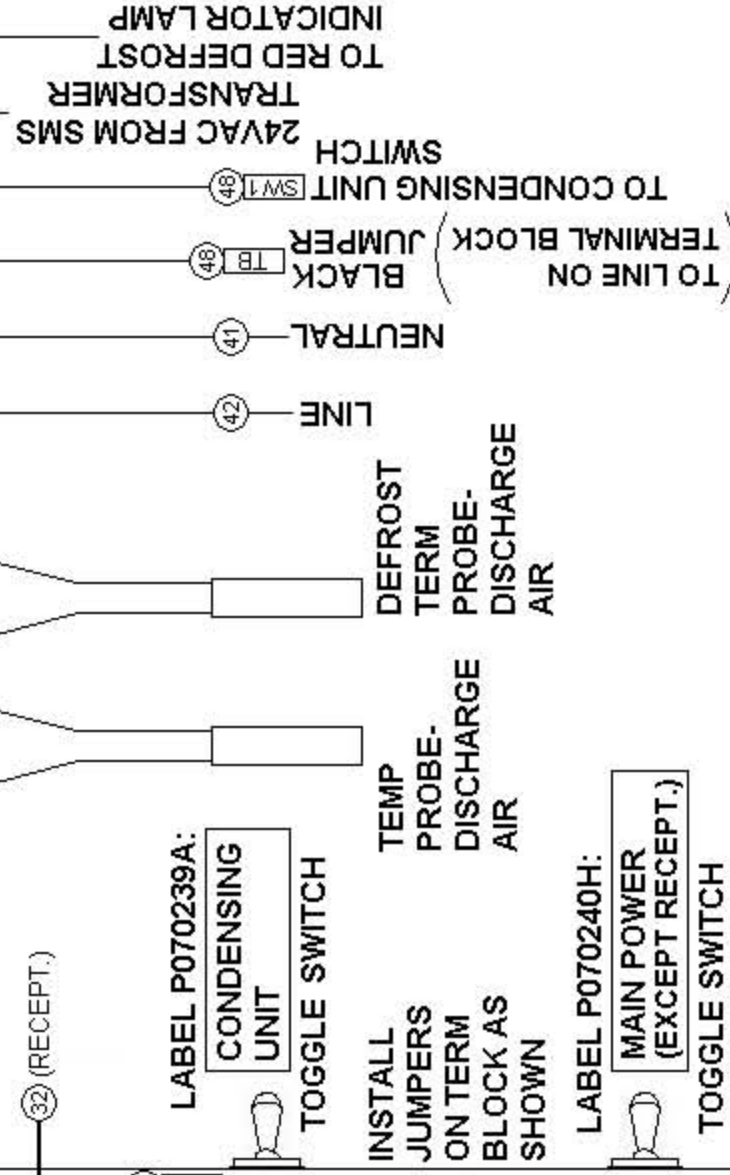 TO RED DEFROST
INDICATOR LAMP
24VAC FROM SMS
TRANSFORMER
48
SW1
TO CONDENSING UNIT
SWITCH
48
TB
BLACK
JUMPER
(TO LINE ON
TERMINAL BLOCK)
41
NEUTRAL
42
LINE
DEFROST
TERM
PROBE-
DISCHARGE
AIR
TEMP
PROBE-
DISCHARGE
AIR
32 (RECEPT.)
LABEL P070239A:
CONDENSING
UNIT
TOGGLE SWITCH
INSTALL
JUMPERS
ON TERM
BLOCK AS
SHOWN
LABEL P070240H:
MAIN POWER
(EXCEPT RECEPT.)
TOGGLE SWITCH